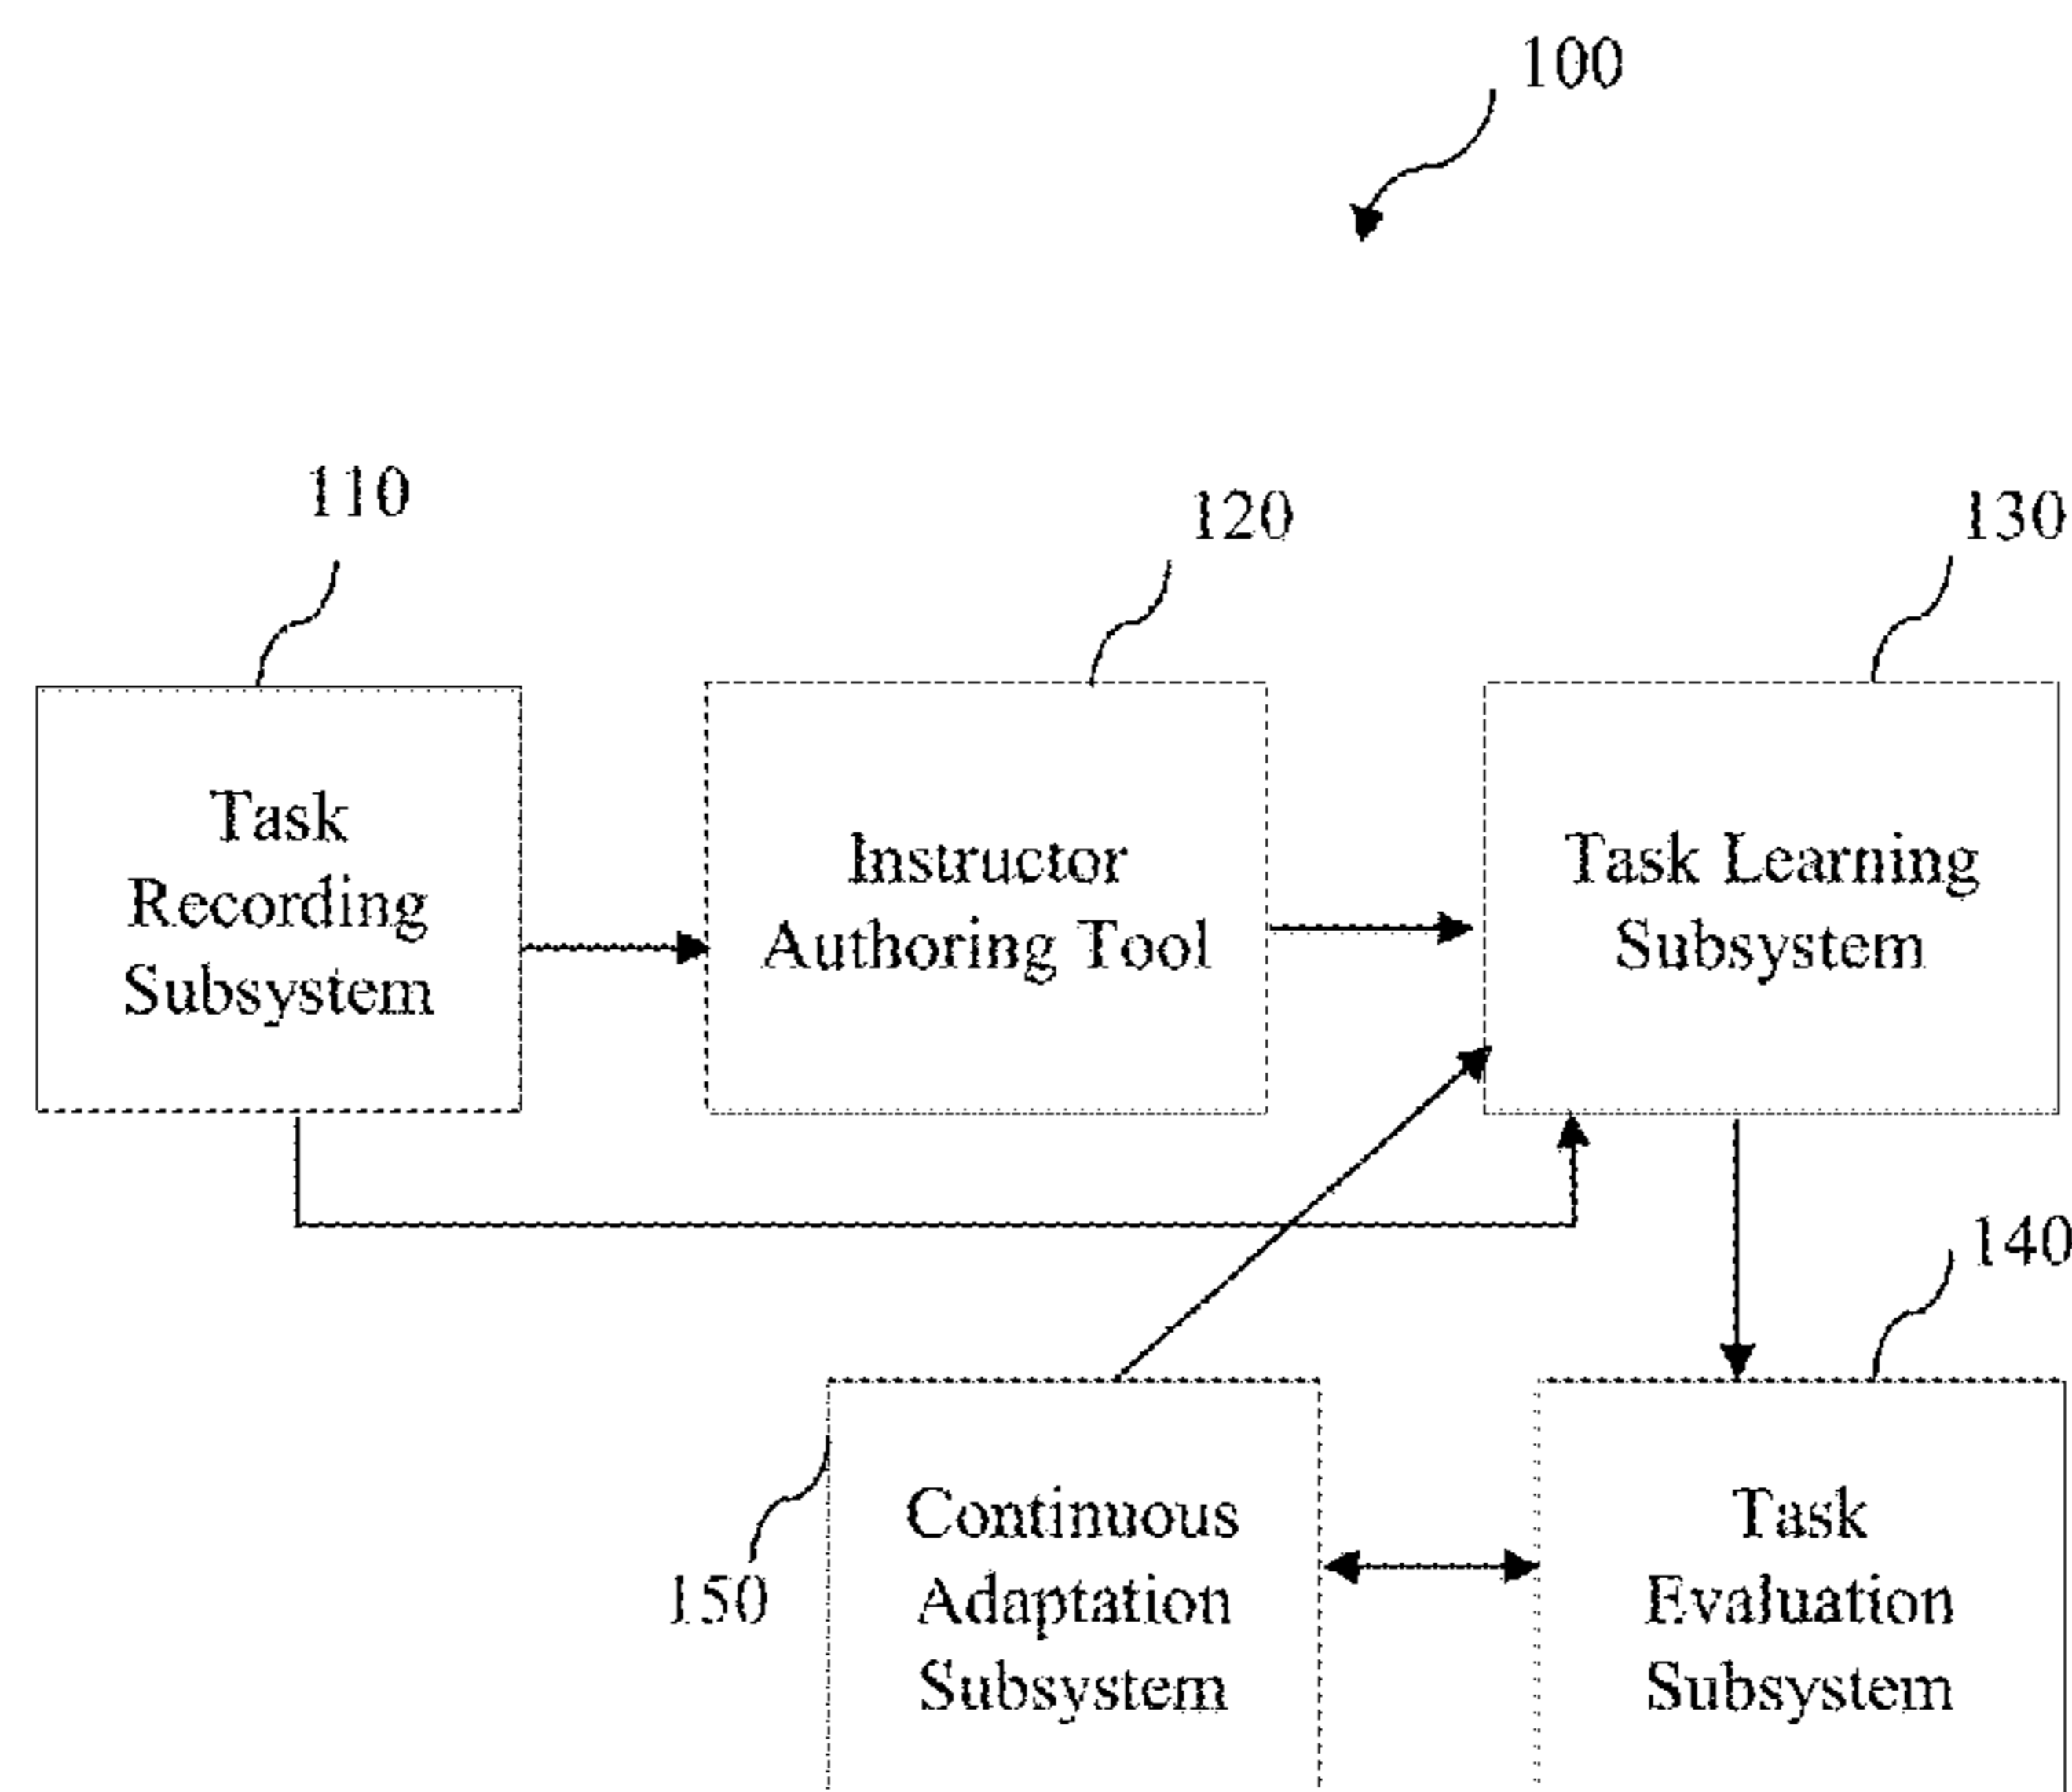 100
110
120
130
Task
Recording
Subsystem
Instructor
Authoring Tool
Task Learning
Subsystem
140
150
Continuous
Adaptation
Subsystem
Task
Evaluation
Subsystem